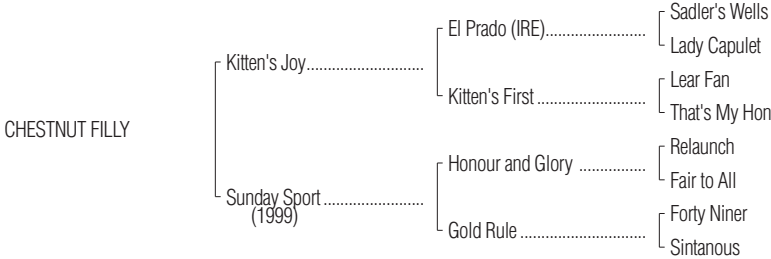 Sadler's Wells
El Prado (IRE)........................
Lady Capulet
Kitten's Joy............................
Lear Fan
Kitten's First ..........................
That's My Hon
CHESTNUT FILLY
Relaunch
Honour and Glory ................
Fair to All
Sunday Sport........................
(1999)
Forty Niner
Gold Rule ..............................
Sintanous